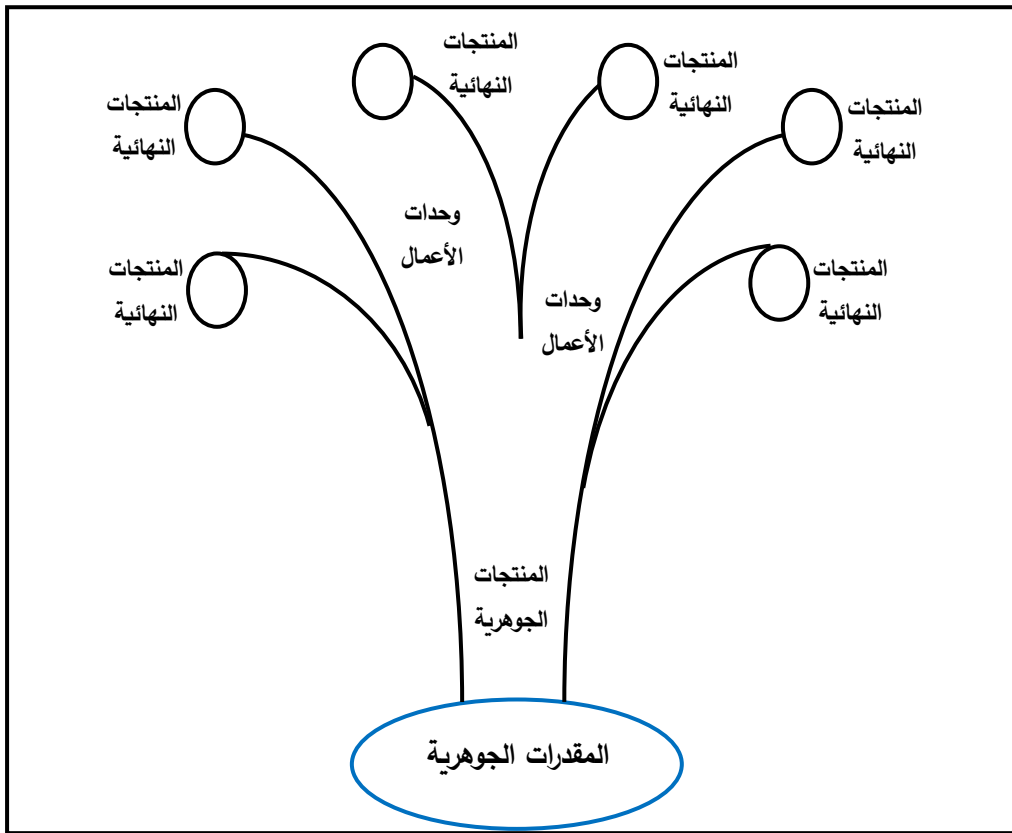 المنتجات
النهائية
المنتجات
النهائية
المنتجات
النهائية
المنتجات
النهائية
وحدات
الأعمال
المنتجات
النهائية
المنتجات
النهائية
وحدات
الأعمال
المنتجات
الجوهرية
المقدرات الجوهرية